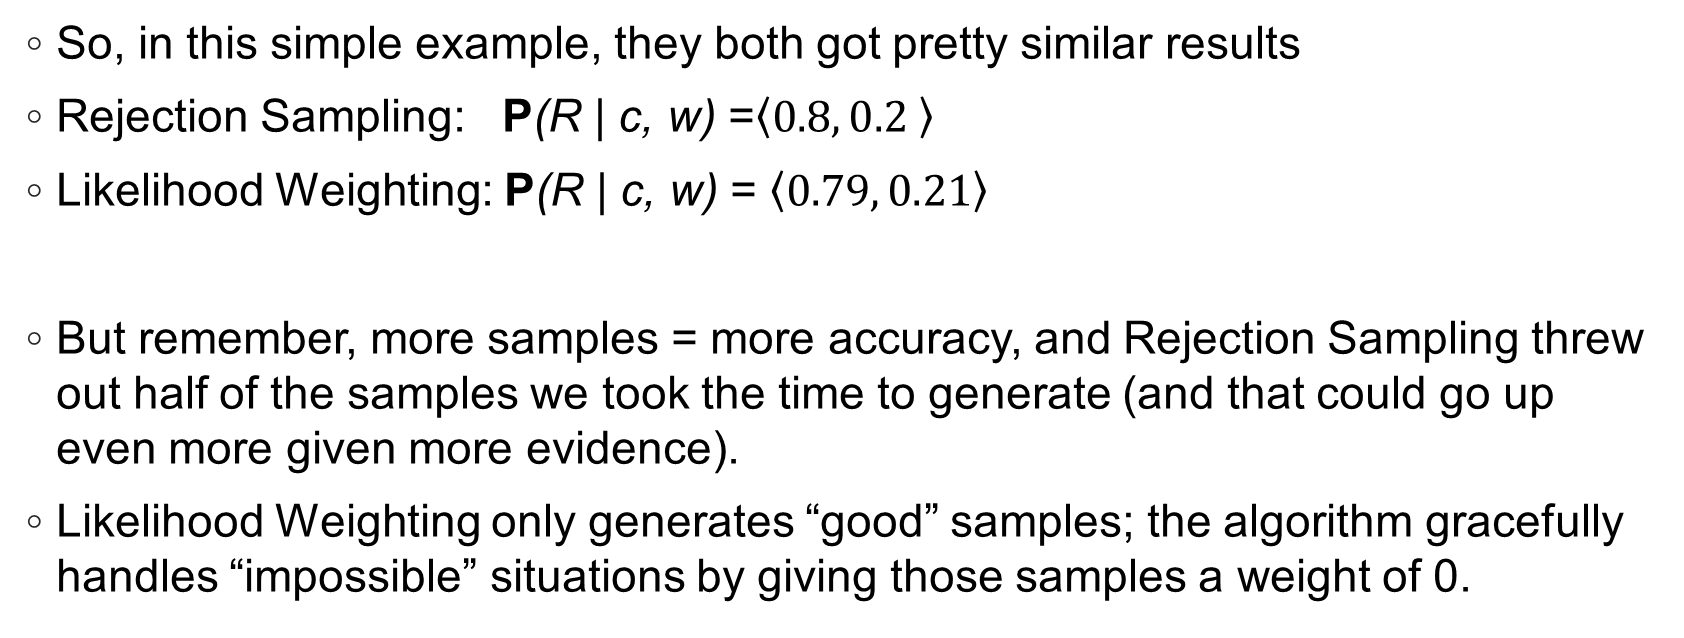 ◦ So, in this simple example, they both got pretty similar results
◦ Rejection Sampling: P(R | c, w) =⟨0.8, 0.2 ⟩
◦ Likelihood Weighting: P(R | c, w) = ⟨0.79, 0.21⟩
◦ But remember, more samples = more accuracy, and Rejection Sampling threw
out half of the samples we took the time to generate (and that could go up
even more given more evidence).
◦ Likelihood Weighting only generates “good” samples; the algorithm gracefully
handles “impossible” situations by giving those samples a weight of 0.